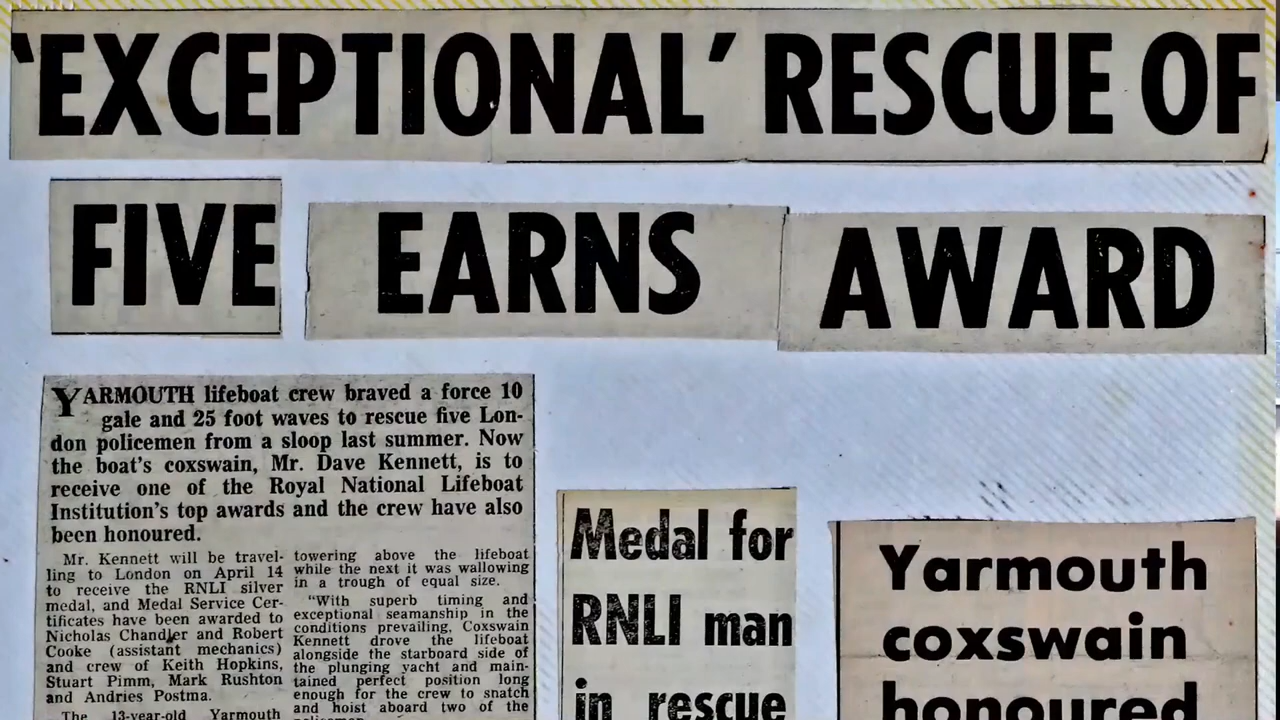 ‘EXCEPTIONAL’ RESCUE OF
FIVE EARNS AWARD
YARMOUTH lifeboat crew braved a force 10
gale and 25 foot waves to rescue five Lon-
don policemen from a sloop last summer. Now
the boat's coxswain, Mr. Dave Kennett, is to
receive one of the Royal National Lifeboat
Institution's top awards and the crew have also
been honoured.
Mr. Kennett will be travel-
ling to London on April 14
to receive the RNLI silver
medal, and Medal Service Cer-
tificates have been awarded to
Nicholas Chandler and Robert
Cooke (assistant mechanics)
and crew of Keith Hopkins,
Stuart Pimm, Mark Rushton
and Andries Postma.
The 13-year-old Yarmouth
towering above the lifeboat
while the next it was wallowing
in a trough of equal size.
"With superb timing and
exceptional seamanship in the
conditions prevailing, Coxswain
Kennett drove the lifeboat
alongside the starboard side of
the plunging yacht and main-
tained perfect position long
enough for the crew to snatch
and hoist aboard two of the
Medal for
RNLI man
in rescue
Yarmouth
coxswain
honoured